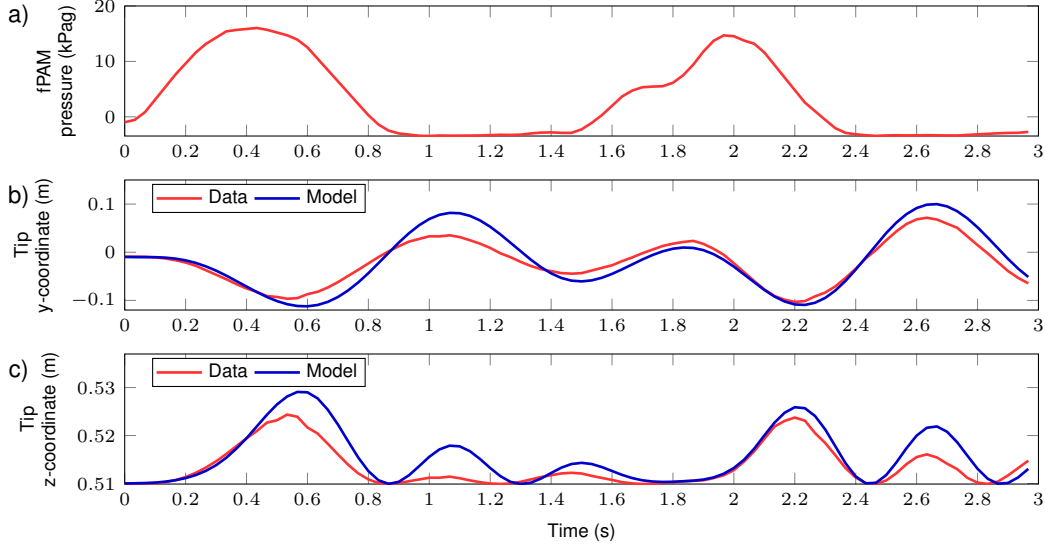 a)
fPAM
pressure (kPag)
20
10
0
0 0.2 0.4 0.6 0.8 1 1.2 1.4 1.6 1.8 2 2.2 2.4 2.6 2.8 3
b)
Tip
y-coordinate (m)
Data Model
0.1
0
−0.1
0 0.2 0.4 0.6 0.8 1 1.2 1.4 1.6 1.8 2 2.2 2.4 2.6 2.8 3
c)
Tip
z-coordinate (m)
Data Model
0.53
0.52
0.51
0 0.2 0.4 0.6 0.8 1 1.2 1.4 1.6 1.8 2 2.2 2.4 2.6 2.8 3
Time (s)